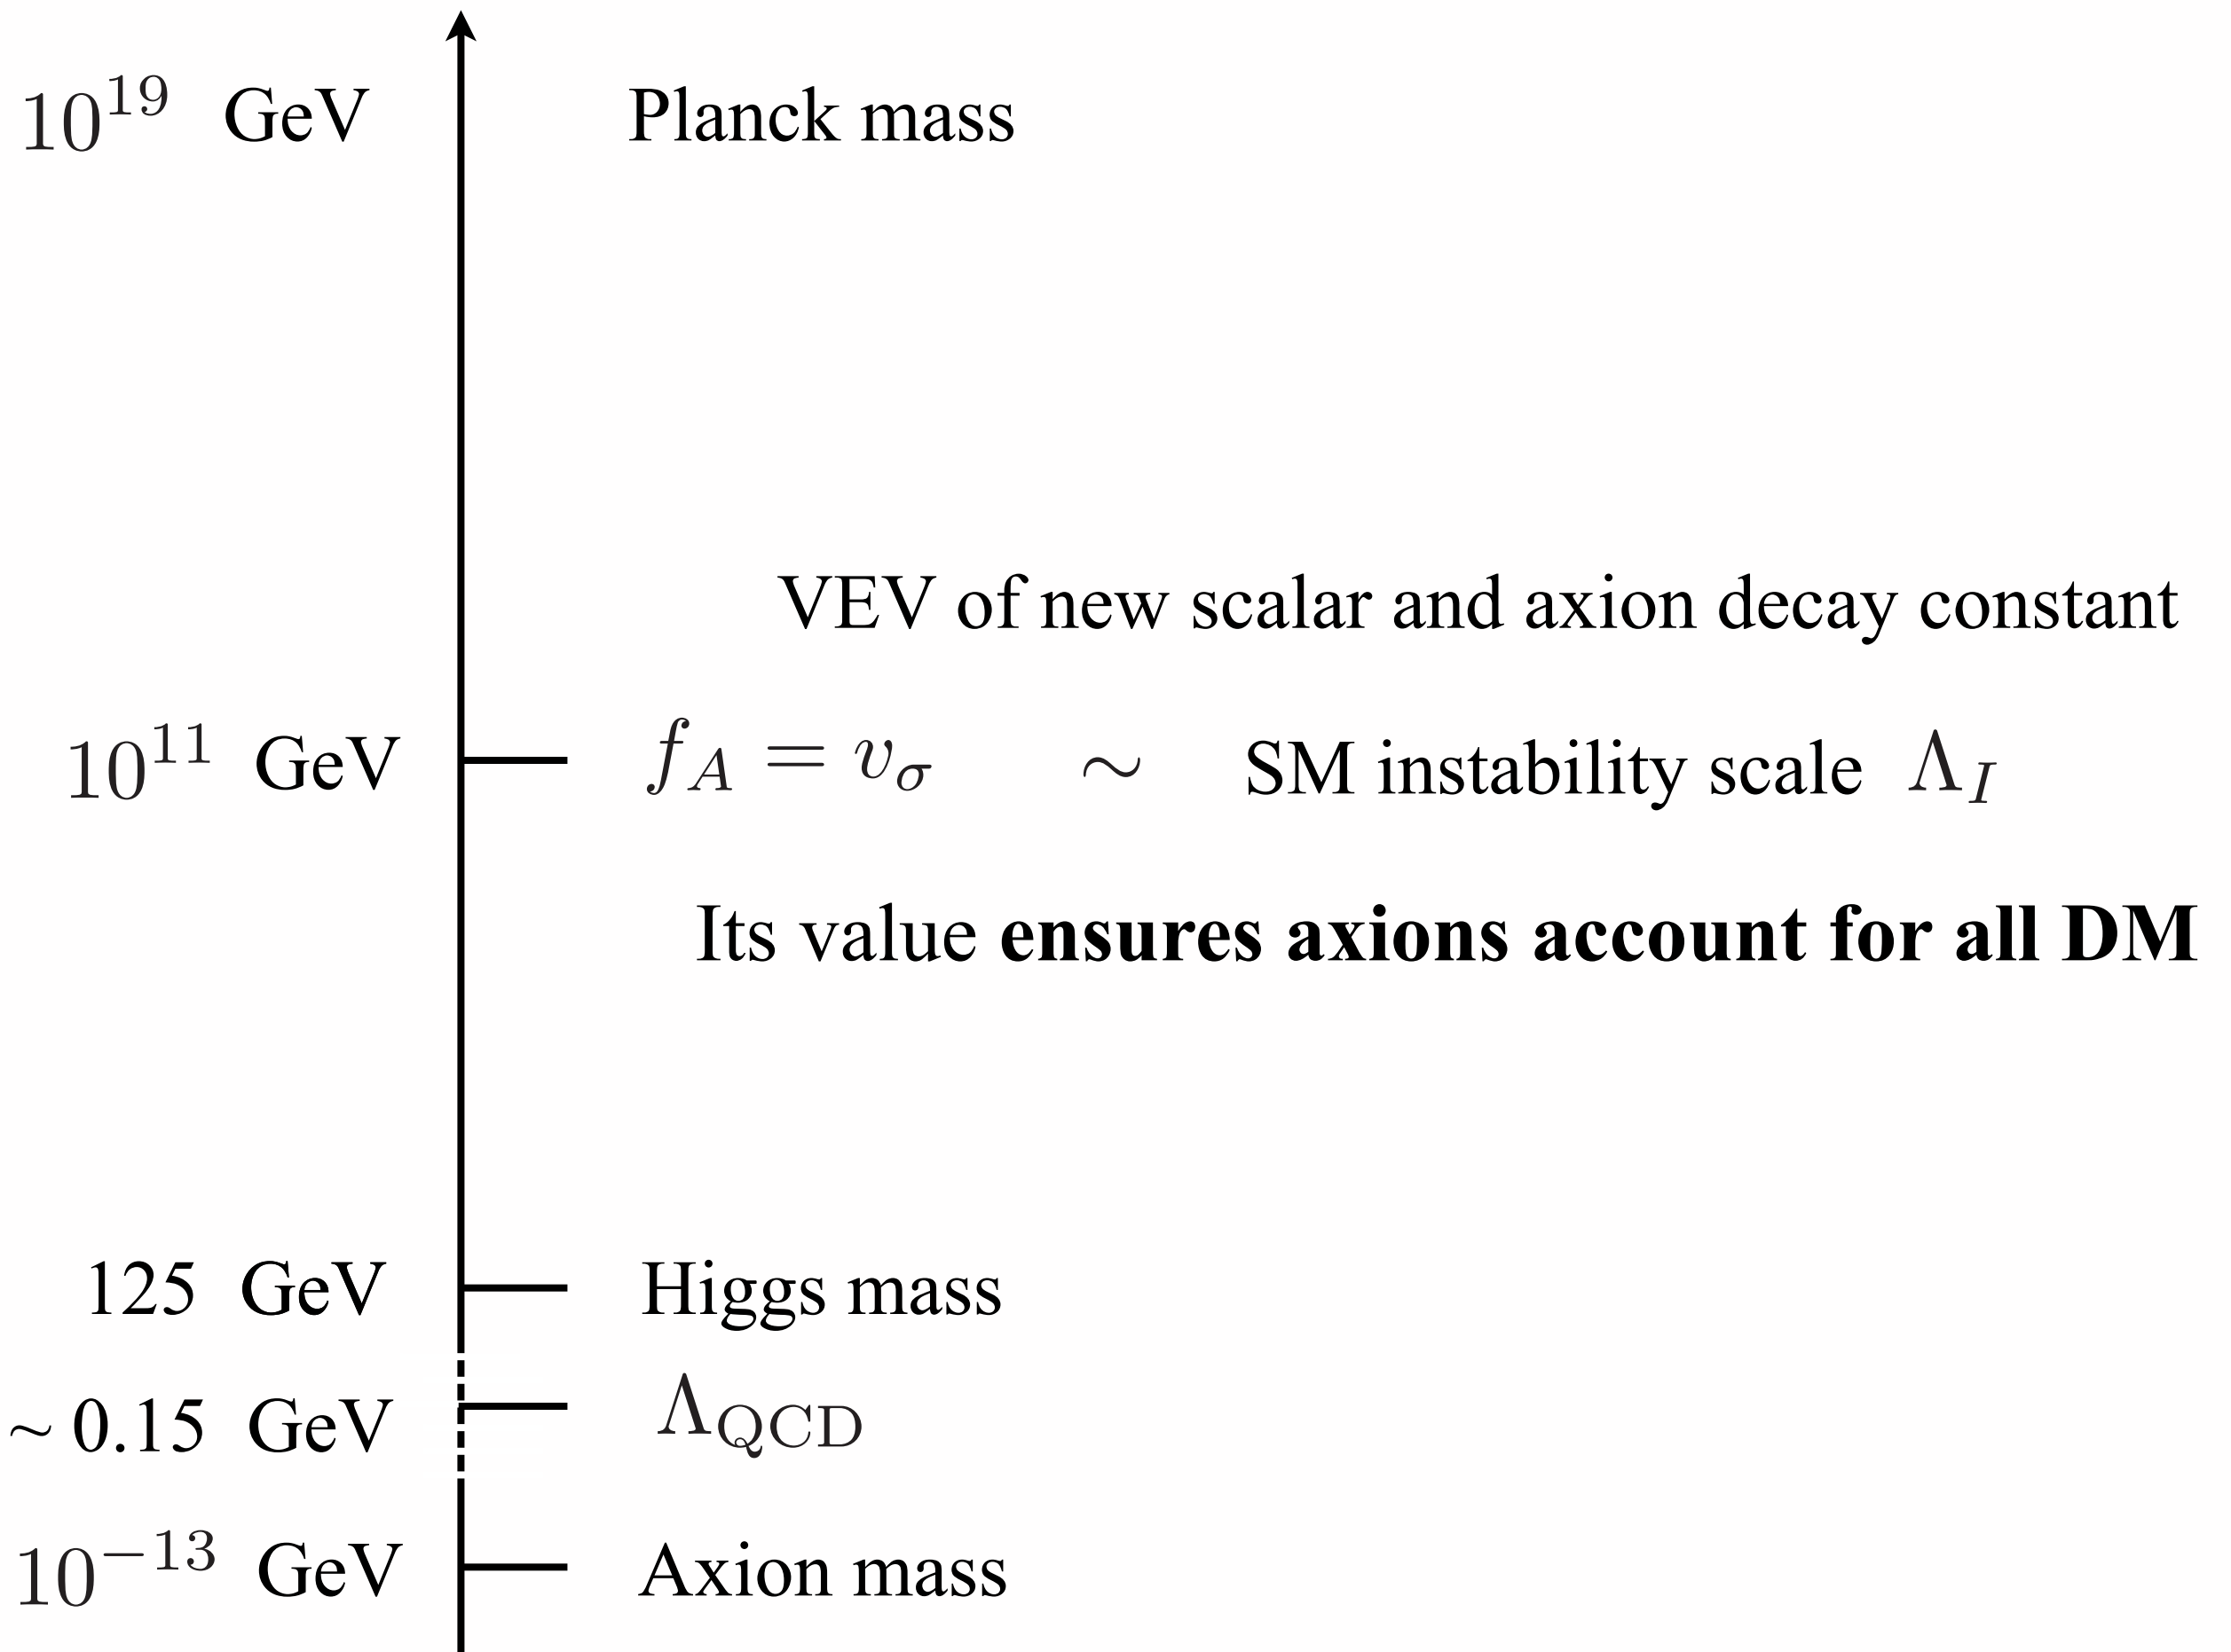 10^19 GeV Planck mass
VEV of new scalar and axion decay constant
10^11 GeV f_A = v_σ ~ SM instability scale Λ_I
Its value ensures axions account for all DM
125 GeV Higgs mass
~ 0.15 GeV Λ_QCD
10^−13 GeV Axion mass